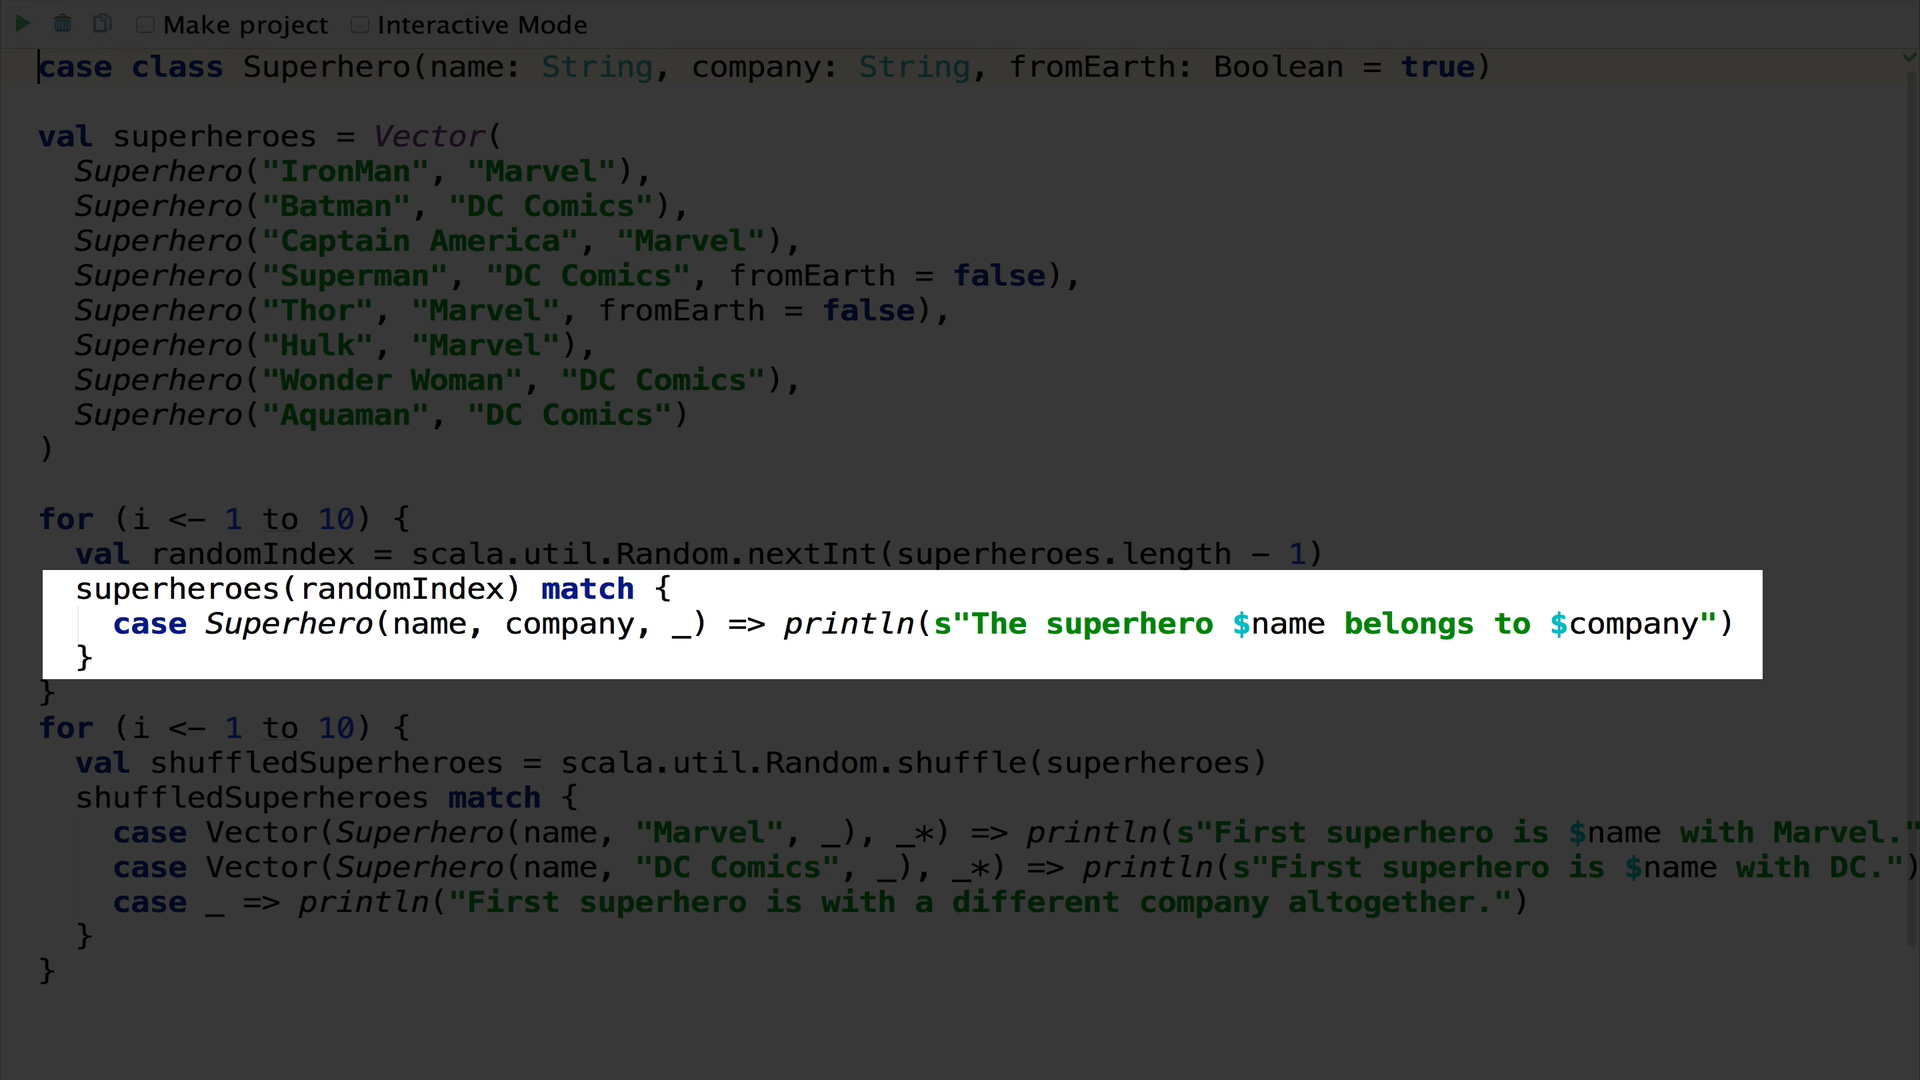 Make project Interactive Mode
case class Superhero(name: String, company: String, fromEarth: Boolean = true)
val superheroes = Vector(
  Superhero("IronMan", "Marvel"),
  Superhero("Batman", "DC Comics"),
  Superhero("Captain America", "Marvel"),
  Superhero("Superman", "DC Comics", fromEarth = false),
  Superhero("Thor", "Marvel", fromEarth = false),
  Superhero("Hulk", "Marvel"),
  Superhero("Wonder Woman", "DC Comics"),
  Superhero("Aquaman", "DC Comics")
)
for (i <- 1 to 10) {
  val randomIndex = scala.util.Random.nextInt(superheroes.length - 1)
  superheroes(randomIndex) match {
    case Superhero(name, company, _) => println(s"The superhero $name belongs to $company")
  }
}
for (i <- 1 to 10) {
  val shuffledSuperheroes = scala.util.Random.shuffle(superheroes)
  shuffledSuperheroes match {
    case Vector(Superhero(name, "Marvel", _), _*) => println(s"First superhero is $name with Marvel."
    case Vector(Superhero(name, "DC Comics", _), _*) => println(s"First superhero is $name with DC.")
    case _ => println("First superhero is with a different company altogether.")
  }
}